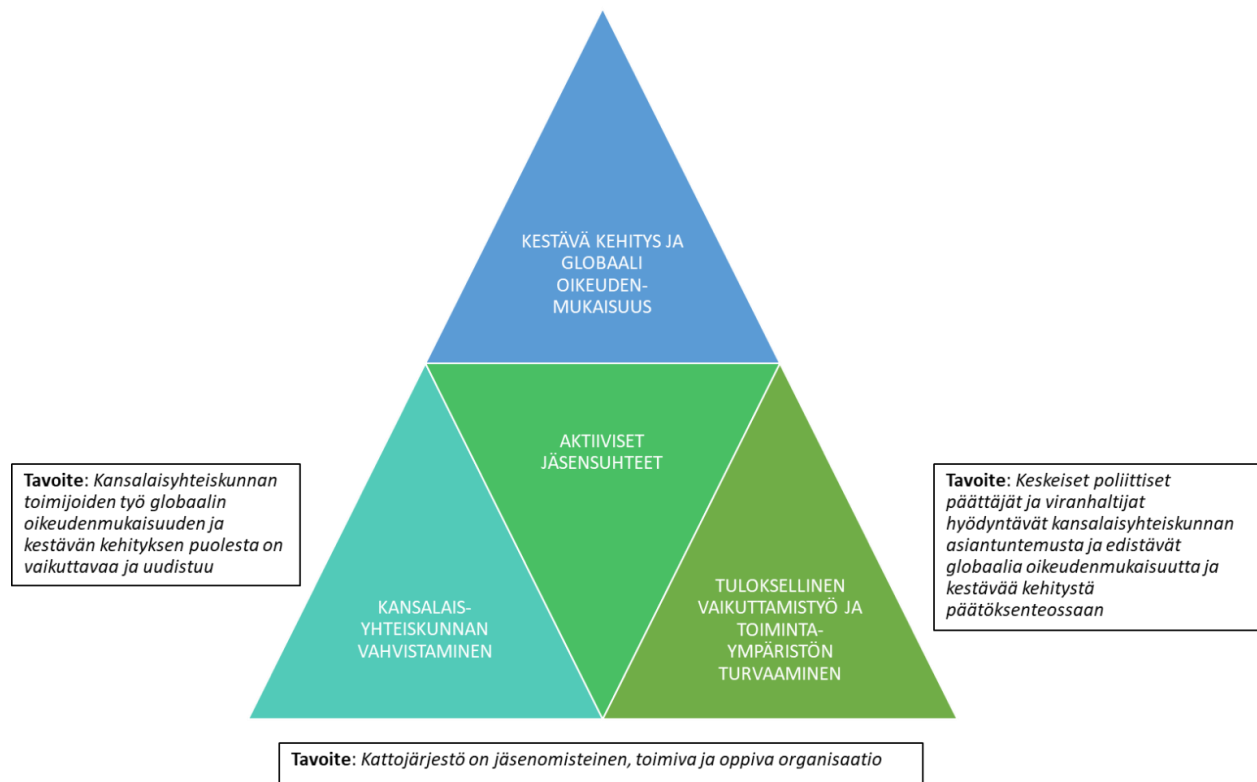 KESTÄVÄ KEHITYS JA
GLOBAALI
OIKEUDEN-
MUKAISUUS
AKTIIVISET
JÄSENSUHTEET
Tavoite: Kansalaisyhteiskunnan
toimijoiden työ globaalin
oikeudenmukaisuuden ja
kestävän kehityksen puolesta on
vaikuttavaa ja uudistuu
Tavoite: Keskeiset poliittiset
päättäjät ja viranhaltijat
hyödyntävät kansalaisyhteiskunnan
asiantuntemusta ja edistävät
globaalia oikeudenmukaisuutta ja
kestävää kehitystä
päätöksenteossaan
KANSALAIS-
YHTEISKUNNAN
VAHVISTAMINEN
TULOKSELLINEN
VAIKUTTAMISTYÖ JA
TOIMINTA-
YMPÄRISTÖN
TURVAAMINEN
Tavoite: Kattojärjestö on jäsenomisteinen, toimiva ja oppiva organisaatio